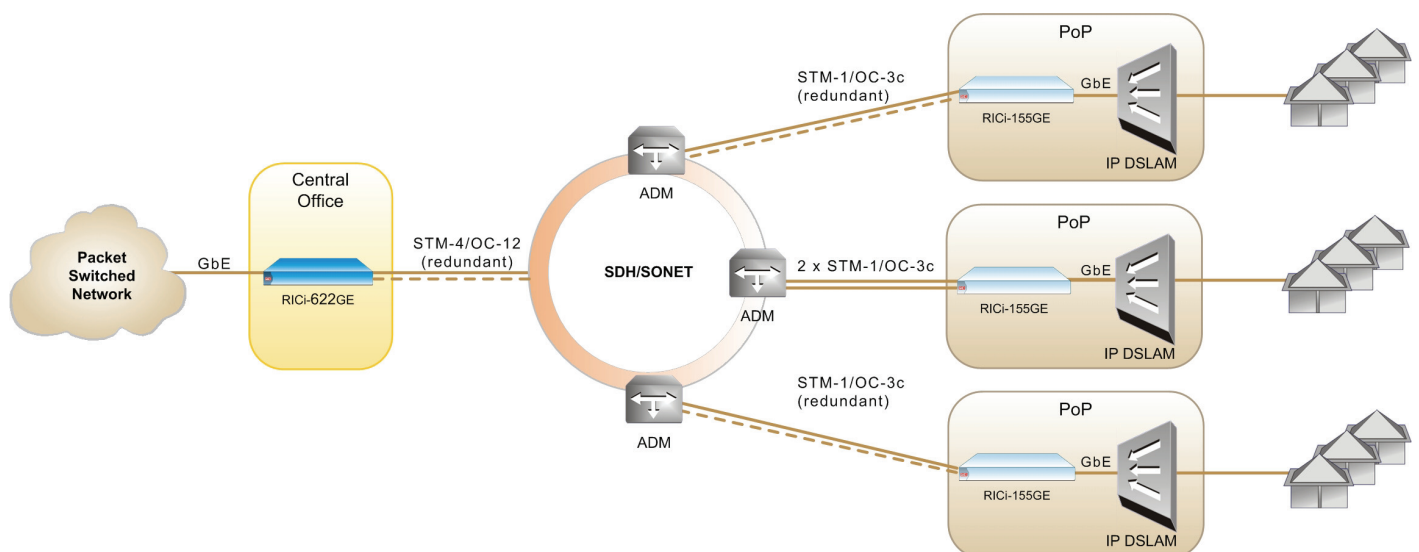 Packet
Switched
Network
GbE
Central
Office
RICi-622GE
STM-4/OC-12
(redundant)
SDH/SONET
ADM
ADM
ADM
STM-1/OC-3c
(redundant)
PoP
RICi-155GE
GbE
IP DSLAM
2 x STM-1/OC-3c
PoP
RICi-155GE
GbE
IP DSLAM
STM-1/OC-3c
(redundant)
PoP
RICi-155GE
GbE
IP DSLAM